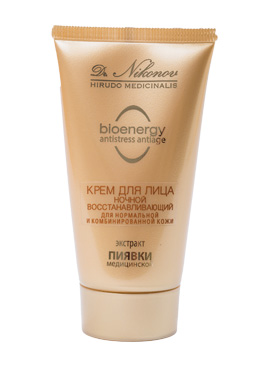 Dr. Nikonov
HIRUDO MEDICINALIS
bioenergy
antistress antiage
КРЕМ ДЛЯ ЛИЦА
НОЧНОЙ
ВОССТАНАВЛИВАЮЩИЙ
ДЛЯ НОРМАЛЬНОЙ
И КОМБИНИРОВАННОЙ КОЖИ
экстракт
ПИЯВКИ
медицинской